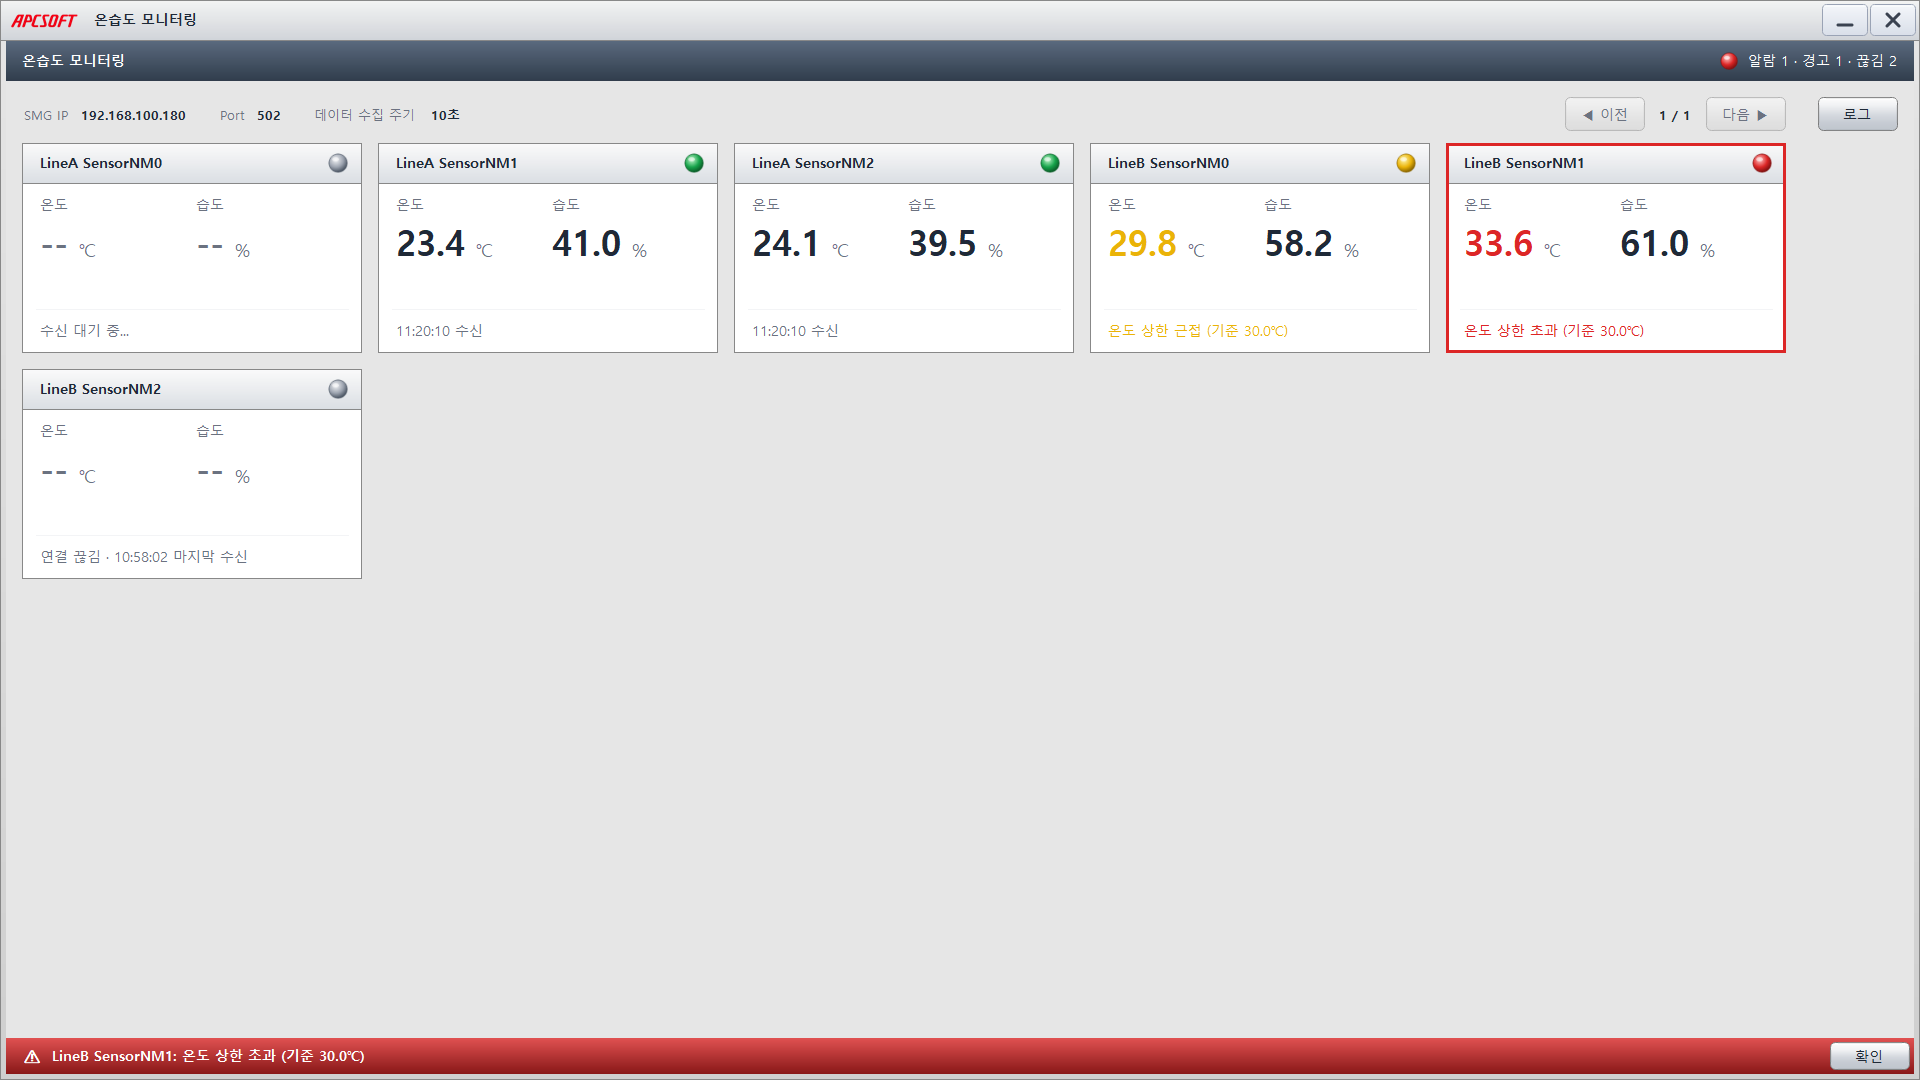 APCSOFT 온습도 모니터링
온습도 모니터링
알람 1 · 경고 1 · 끊김 2
SMG IP 192.168.100.180 Port 502 데이터 수집 주기 10초
◀ 이전 1 / 1 다음 ▶ 로그
LineA SensorNM0
온도 습도
-- ℃ -- %
수신 대기 중...
LineA SensorNM1
온도 습도
23.4 ℃ 41.0 %
11:20:10 수신
LineA SensorNM2
온도 습도
24.1 ℃ 39.5 %
11:20:10 수신
LineB SensorNM0
온도 습도
29.8 ℃ 58.2 %
온도 상한 근접 (기준 30.0℃)
LineB SensorNM1
온도 습도
33.6 ℃ 61.0 %
온도 상한 초과 (기준 30.0℃)
LineB SensorNM2
온도 습도
-- ℃ -- %
연결 끊김 · 10:58:02 마지막 수신
LineB SensorNM1: 온도 상한 초과 (기준 30.0℃)
확인